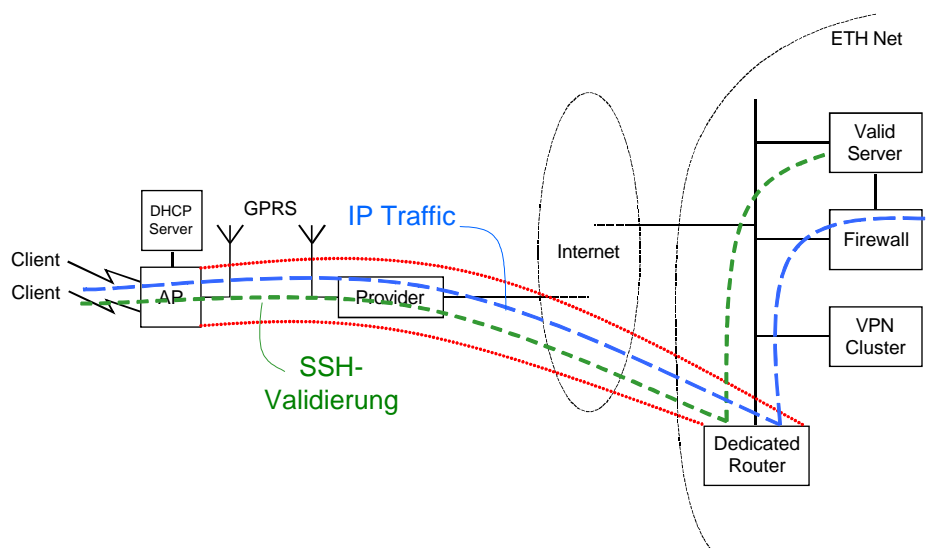 ETH Net
Valid
Server
DHCP
Server
GPRS
IP Traffic
Internet
Firewall
Client
Client
AP
Provider
VPN
Cluster
SSH-
Validierung
Dedicated
Router